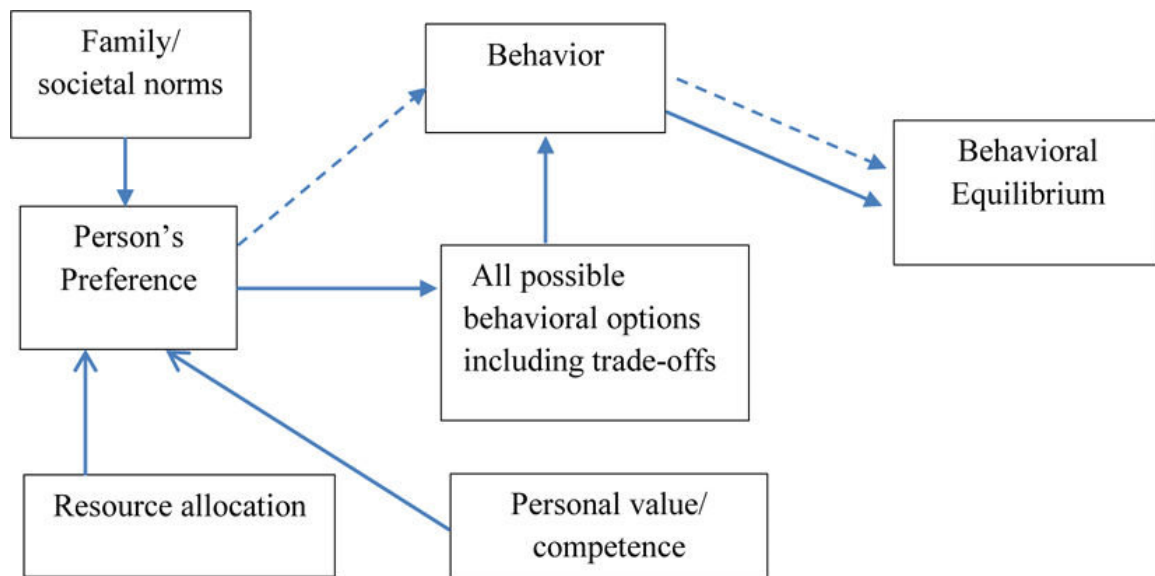 Family/
societal norms
Behavior
Behavioral
Equilibrium
Person’s
Preference
All possible
behavioral options
including trade-offs
Resource allocation
Personal value/
competence